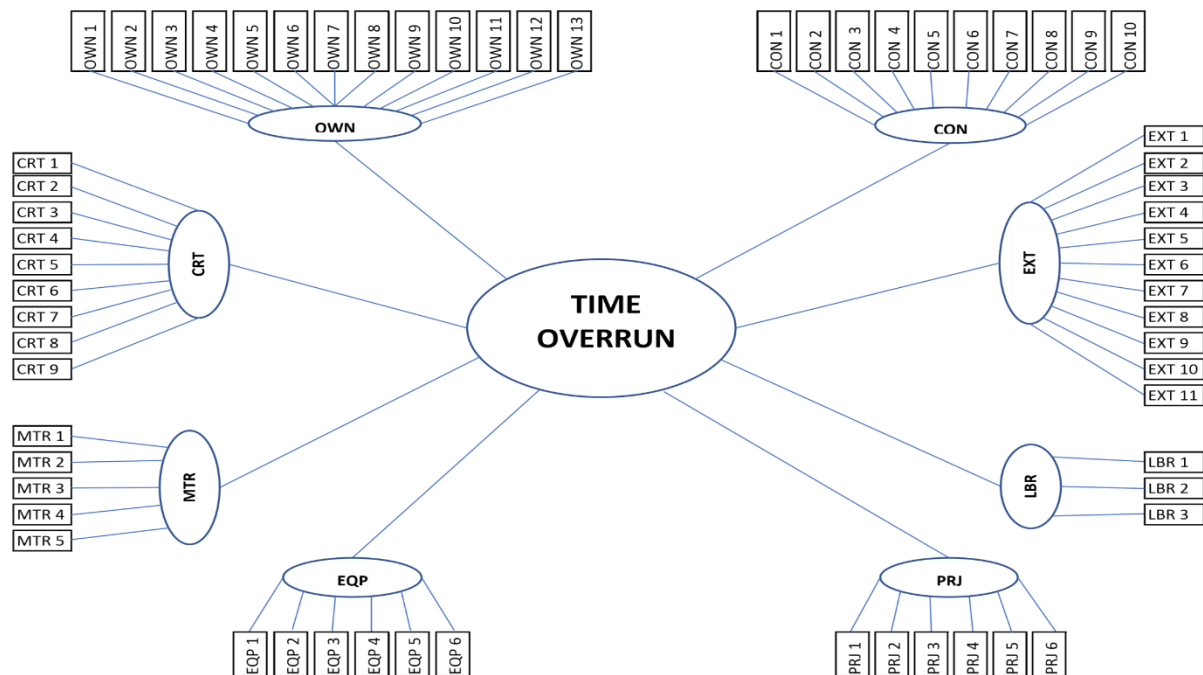 OWN 1
OWN 2
OWN 3
OWN 4
OWN 5
OWN 6
OWN 7
OWN 8
OWN 9
OWN 10
OWN 11
OWN 12
OWN 13
OWN
CON 1
CON 2
CON 3
CON 4
CON 5
CON 6
CON 7
CON 8
CON 9
CON 10
CON
CRT 1
CRT 2
CRT 3
CRT 4
CRT 5
CRT 6
CRT 7
CRT 8
CRT 9
CRT
TIME
OVERRUN
EXT
EXT 1
EXT 2
EXT 3
EXT 4
EXT 5
EXT 6
EXT 7
EXT 8
EXT 9
EXT 10
EXT 11
MTR 1
MTR 2
MTR 3
MTR 4
MTR 5
MTR
LBR
LBR 1
LBR 2
LBR 3
EQP
EQP 1
EQP 2
EQP 3
EQP 4
EQP 5
EQP 6
PRJ
PRJ 1
PRJ 2
PRJ 3
PRJ 4
PRJ 5
PRJ 6